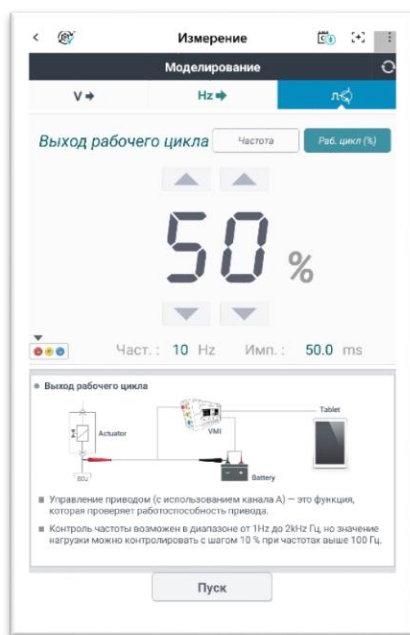 Измерение
Моделирование
V
Hz
Выход рабочего цикла
Частота
Раб. цикл (%)
50 %
Част. : 10 Hz Имп. : 50.0 ms
Выход рабочего цикла
Actuator
VMI
Tablet
ECU
Battery
Управление приводом (с использованием канала A) — это функция,
которая проверяет работоспособность привода.
Контроль частоты возможен в диапазоне от 1Hz до 2kHz Гц, но значение
нагрузки можно контролировать с шагом 10 % при частотах выше 100 Гц.
Пуск